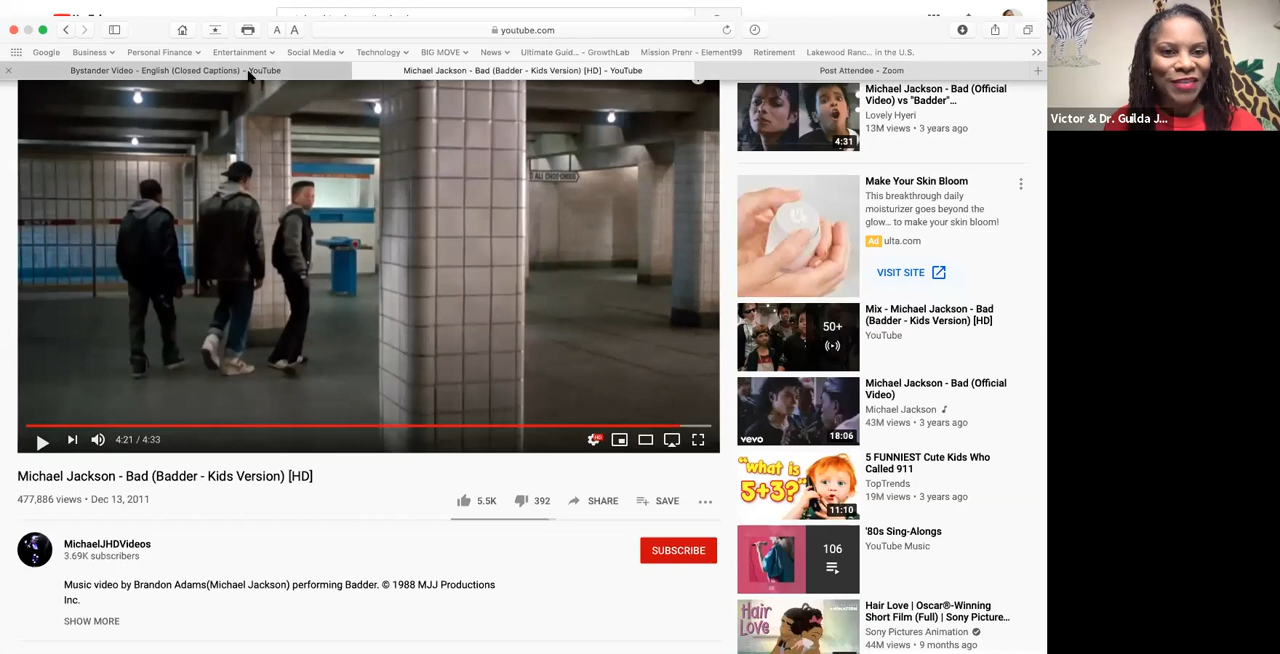 A A
youtube.com
Google Business Personal Finance Entertainment Social Media Technology BIG MOVE News Ultimate Guid... - GrowthLab Mission Prenr - Element99 Retirement Lakewood Ranc... in the U.S.
Bystander Video - English (Closed Captions) - YouTube
Michael Jackson - Bad (Badder - Kids Version) [HD] - YouTube
Post Attendee - Zoom
Victor & Dr. Guilda J...
4:21 / 4:33
HD
Michael Jackson - Bad (Badder - Kids Version) [HD]
477,886 views • Dec 13, 2011
5.5K 392 SHARE SAVE
MichaelJHDVideos
3.69K subscribers
SUBSCRIBE
Music video by Brandon Adams(Michael Jackson) performing Badder. © 1988 MJJ Productions
Inc.
SHOW MORE
Michael Jackson - Bad (Official
Video) vs "Badder"...
Lovely Hyeri
13M views • 3 years ago
4:31
Make Your Skin Bloom
This breakthrough daily
moisturizer goes beyond the
glow... to make your skin bloom!
Ad ulta.com
VISIT SITE
50+
Mix - Michael Jackson - Bad
(Badder - Kids Version) [HD]
YouTube
Michael Jackson - Bad (Official
Video)
Michael Jackson
43M views • 3 years ago
vevo
18:06
"What is
5+3?"
11:10
5 FUNNIEST Cute Kids Who
Called 911
TopTrends
19M views • 3 years ago
106
'80s Sing-Alongs
YouTube Music
HAIR
LOVE
Hair Love | Oscar®-Winning
Short Film (Full) | Sony Picture...
Sony Pictures Animation
44M views • 9 months ago